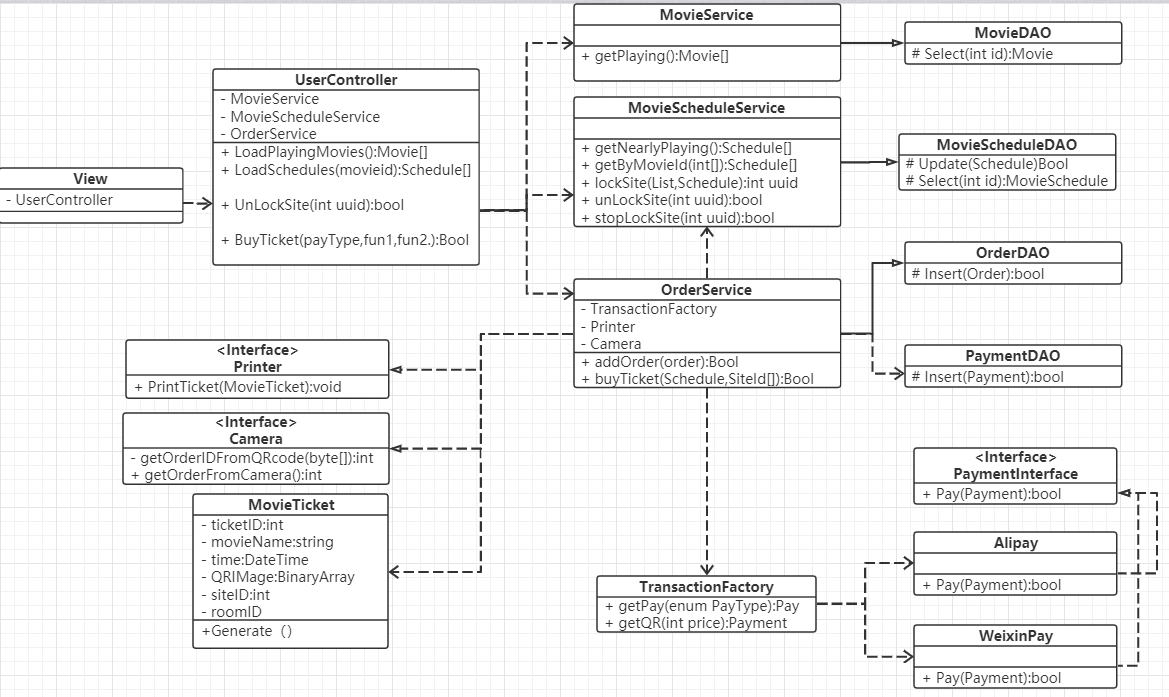 MovieService
+ getPlaying():Movie[]
MovieDAO
# Select(int id):Movie
UserController
- MovieService
- MovieScheduleService
- OrderService
+ LoadPlayingMovies():Movie[]
+ LoadSchedules(movieid):Schedule[]
+ UnLockSite(int uuid):bool
+ BuyTicket(payType,fun1,fun2.):Bool
MovieScheduleService
+ getNearlyPlaying():Schedule[]
+ getByMovieId(int[]):Schedule[]
+ lockSite(List,Schedule):int uuid
+ unLockSite(int uuid):bool
+ stopLockSite(int uuid):bool
MovieScheduleDAO
# Update(Schedule)Bool
# Select(int id):MovieSchedule
View
- UserController
OrderDAO
# Insert(Order):bool
OrderService
- TransactionFactory
- Printer
- Camera
+ addOrder(order):Bool
+ buyTicket(Schedule,SiteId[]):Bool
PaymentDAO
# Insert(Payment):bool
<Interface>
Printer
+ PrintTicket(MovieTicket):void
<Interface>
Camera
- getOrderIDFromQRcode(byte[]):int
+ getOrderFromCamera():int
<Interface>
PaymentInterface
+ Pay(Payment):bool
MovieTicket
- ticketID:int
- movieName:string
- time:DateTime
- QRIMage:BinaryArray
- siteID:int
- roomID
+Generate（）
Alipay
+ Pay(Payment):bool
TransactionFactory
+ getPay(enum PayType):Pay
+ getQR(int price):Payment
WeixinPay
+ Pay(Payment):bool